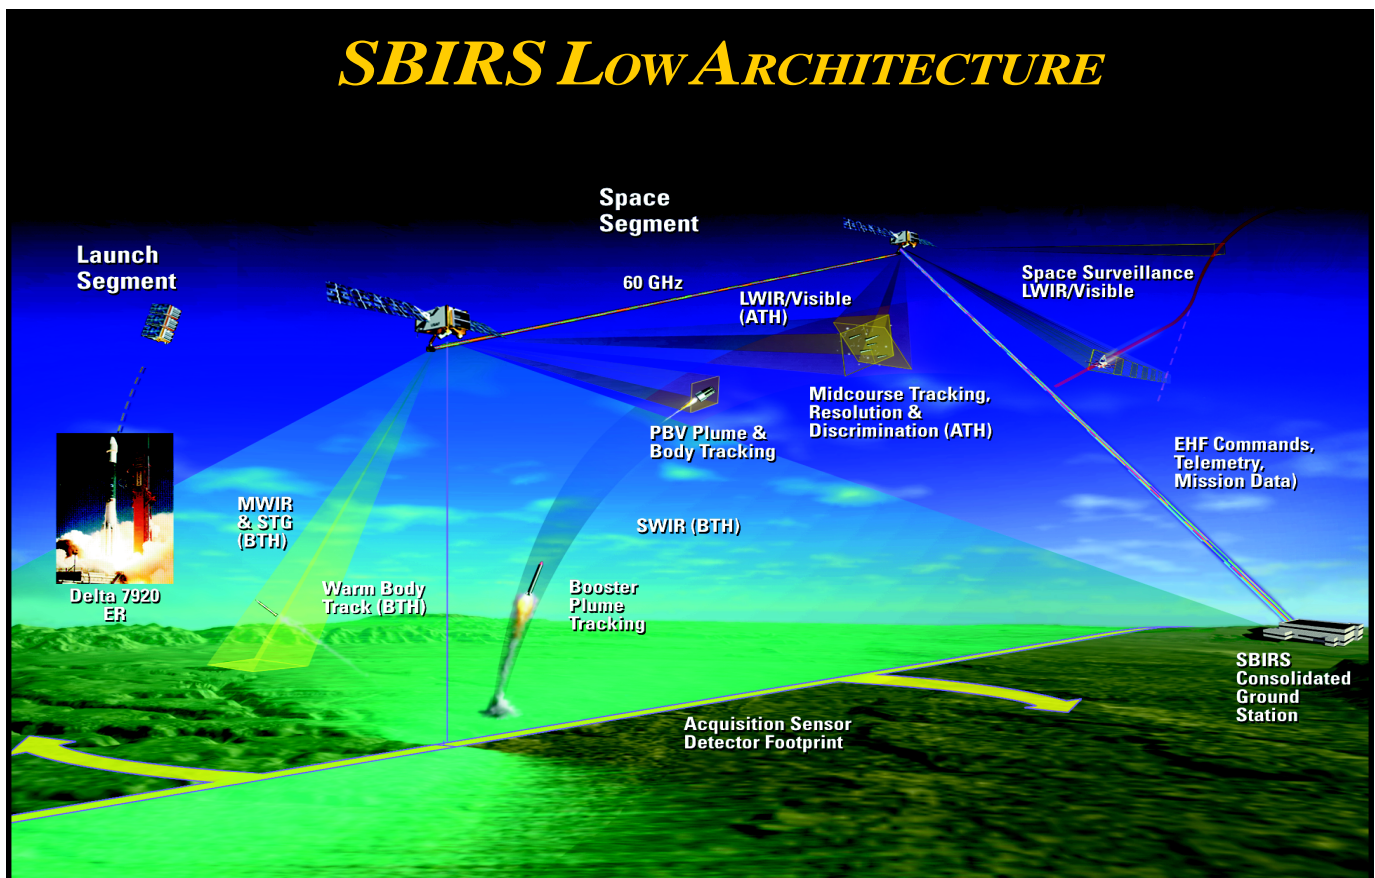 SBIRS LOW ARCHITECTURE
Space
Segment
Launch
Segment
60 GHz
LWIR/Visible
(ATH)
Space Surveillance
LWIR/Visible
Midcourse Tracking,
Resolution &
Discrimination (ATH)
PBV Plume &
Body Tracking
EHF Commands,
Telemetry,
Mission Data)
MWIR
& STG
(BTH)
SWIR (BTH)
Delta 7920
ER
Warm Body
Track (BTH)
Booster
Plume
Tracking
SBIRS
Consolidated
Ground
Station
Acquisition Sensor
Detector Footprint